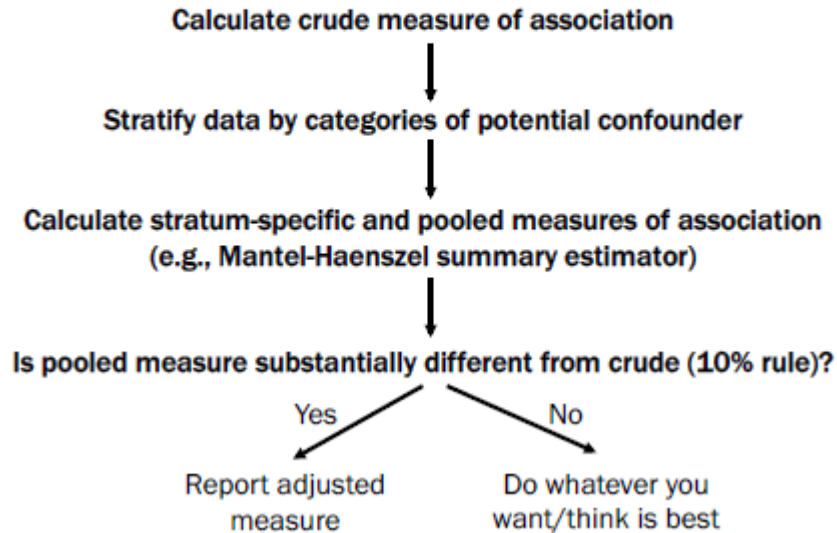 Calculate crude measure of association
Stratify data by categories of potential confounder
Calculate stratum-specific and pooled measures of association
(e.g., Mantel-Haenszel summary estimator)
Is pooled measure substantially different from crude (10% rule)?
Yes
No
Report adjusted
measure
Do whatever you
want/think is best